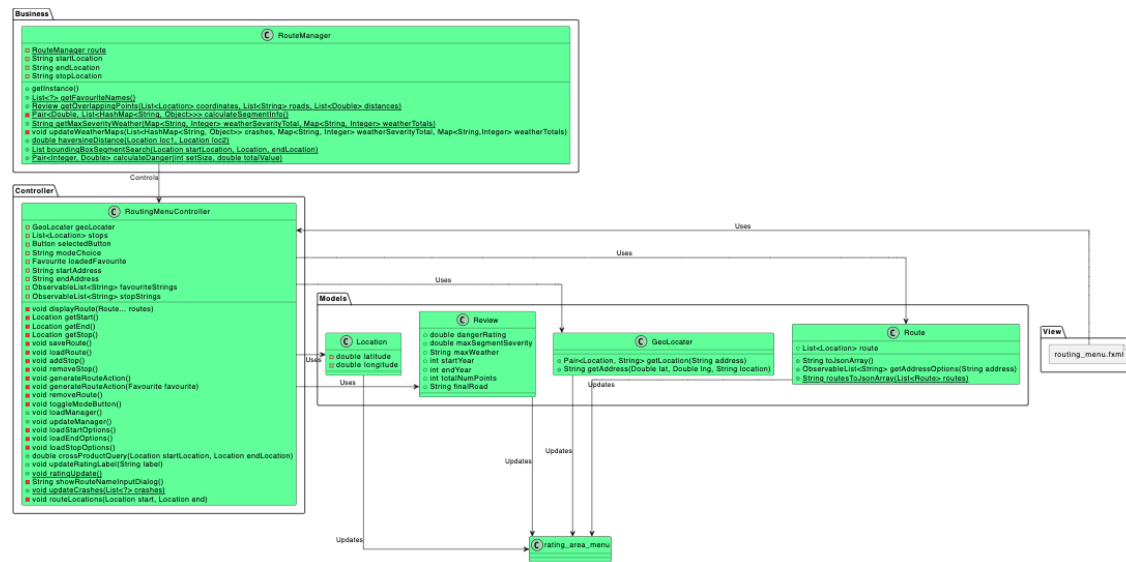 Business
C RouteManager
RouteManager route
String startLocation
String endLocation
String stopLocation
getInstance()
List<?> getFavouriteNames()
Review getOverlappingPoints(List<Location> coordinates, List<String> roads, List<Double> distances)
Pair<Double, List<HashMap<String, Object>>> calculateSegmentInfo()
String getMaxSeverityWeather(Map<String, Integer> weatherSeverityTotal, Map<String, Integer> weatherTotals)
void updateWeatherMaps(List<HashMap<String, Object>> crashes, Map<String, Integer> weatherSeverityTotal, Map<String,Integer> weatherTotals)
double haversineDistance(Location loc1, Location loc2)
List boundingBoxSegmentSearch(Location startLocation, Location, endLocation)
Pair<Integer, Double> calculateDanger(int setSize, double totalValue)
Controls
Controller
C RoutingMenuController
GeoLocater geoLocater
List<Location> stops
Button selectedButton
String modeChoice
Favourite loadedFavourite
String startAddress
String endAddress
ObservableList<String> favouriteStrings
ObservableList<String> stopStrings
void displayRoute(Route... routes)
Location getStart()
Location getEnd()
Location getStop()
void saveRoute()
void loadRoute()
void addStop()
void removeStop()
void generateRouteAction()
void generateRouteAction(Favourite favourite)
void removeRoute()
void toggleModeButton()
void loadManager()
void updateManager()
void loadStartOptions()
void loadEndOptions()
void loadStopOptions()
double crossProductQuery(Location startLocation, Location endLocation)
void updateRatingLabel(String label)
void ratingUpdate()
String showRouteNameInputDialog()
void updateCrashes(List<?> crashes)
void routeLocations(Location start, Location end)
Uses
Uses
Uses
Uses
Uses
Models
C Location
double latitude
double longitude
C Review
double dangerRating
double maxSegmentSeverity
String maxWeather
int startYear
int endYear
int totalNumPoints
String finalRoad
C GeoLocater
Pair<Location, String> getLocation(String address)
String getAddress(Double lat, Double lng, String location)
C Route
List<Location> route
String toJsonArray()
ObservableList<String> getAddressOptions(String address)
String routesToJsonArray(List<Route> routes)
View
routing_menu.fxml
Updates
Updates
Updates
Updates
C rating_area_menu